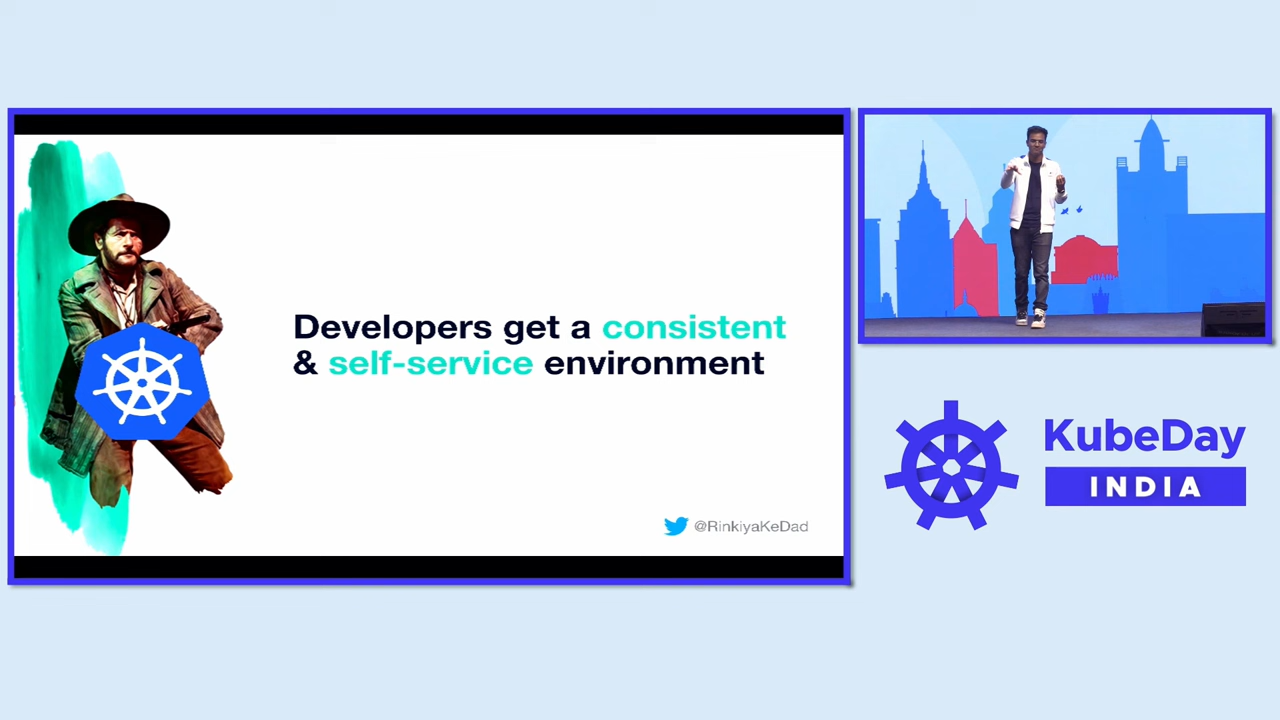 Developers get a consistent
& self-service environment
@RinkiyaKeDad
KubeDay
INDIA